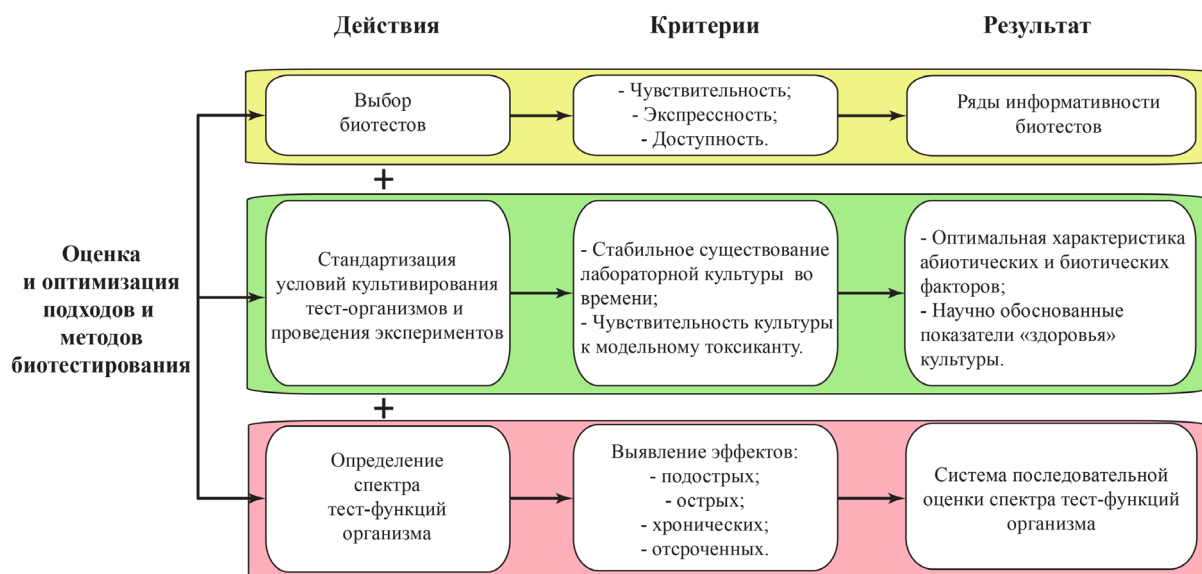 Действия
Критерии
Результат
Оценка
и оптимизация
подходов и
методов
биотестирования
Выбор
биотестов
- Чувствительность;
- Экспрессность;
- Доступность.
Ряды информативности
биотестов
+
Стандартизация
условий культивирования
тест-организмов и
проведения экспериментов
- Стабильное существование
лабораторной культуры во
времени;
- Чувствительность культуры
к модельному токсиканту.
- Оптимальная характеристика
абиотических и биотических
факторов;
- Научно обоснованные
показатели «здоровья»
культуры.
+
Определение
спектра
тест-функций
организма
Выявление эффектов:
- подострых;
- острых;
- хронических;
- отсроченных.
Система последовательной
оценки спектра тест-функций
организма